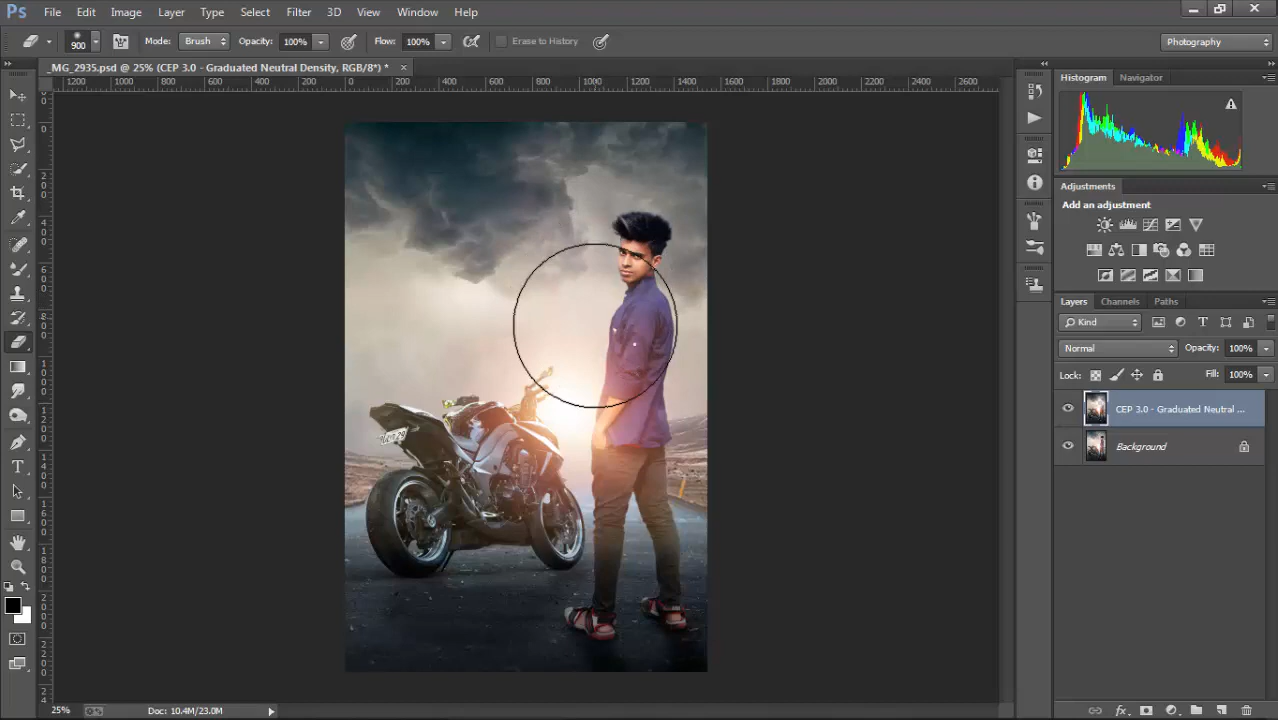 Ps File Edit Image Layer Type Select Filter 3D View Window Help
900 Mode: Brush Opacity: 100% Flow: 100% Erase to History Photography
_MG_2935.psd @ 25% (CEP 3.0 - Graduated Neutral Density, RGB/8*) *
1200 1000 800 600 400 200 0 200 400 600 800 1000 1200 1400 1600 1800 2000 2200 2400 2600
Histogram Navigator
Adjustments
Add an adjustment
Layers Channels Paths
Kind
Normal Opacity: 100%
Lock: Fill: 100%
CEP 3.0 - Graduated Neutral ...
Background
25% Doc: 10.4M/23.0M